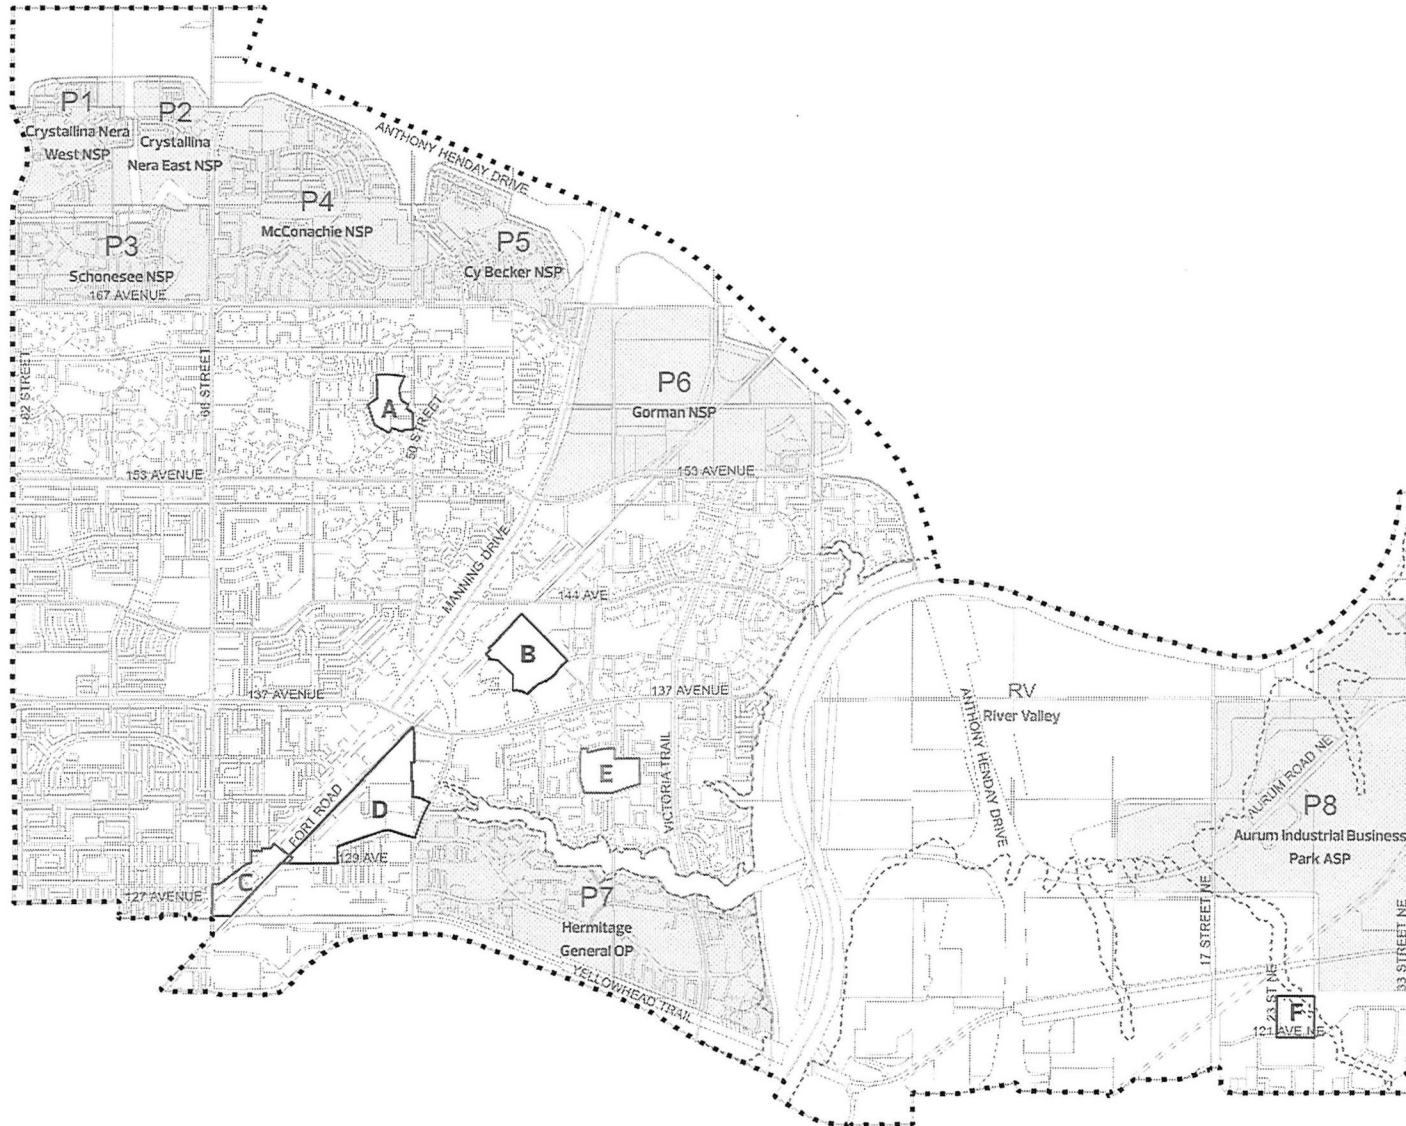 P1
Crystallina Nera
West NSP
P2
Crystallina
Nera East NSP
ANTHONY HENDAY DRIVE
P4
McConachie NSP
P3
Schonesee NSP
P5
Cy Becker NSP
167 AVENUE
82 STREET
66 STREET
A
50 STREET
P6
Gorman NSP
153 AVENUE
153 AVENUE
MANNING DRIVE
144 AVE
B
137 AVENUE
137 AVENUE
RV
River Valley
ANTHONY HENDAY DRIVE
E
VICTORIA TRAIL
D
FORT ROAD
129 AVE
C
127 AVENUE
AURUM ROAD NE
P8
Aurum Industrial Business
Park ASP
P7
Hermitage
General OP
YELLOWHEAD TRAIL
17 STREET NE
33 STREET NE
23 ST NE
F
121 AVE NE